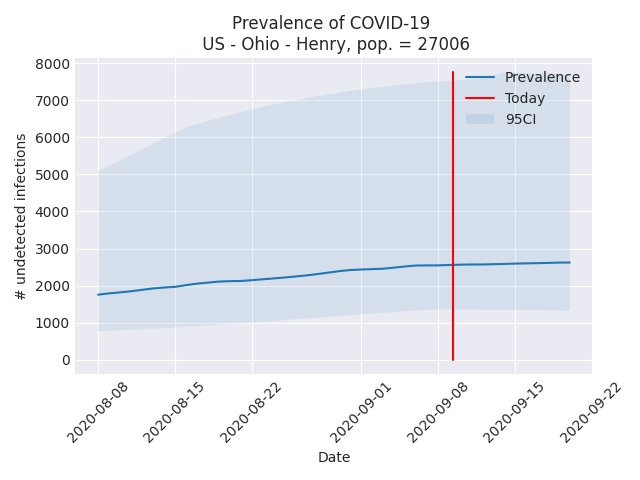 Prevalence of COVID-19
US - Ohio - Henry, pop. = 27006
# undetected infections
8000
7000
6000
5000
4000
3000
2000
1000
0
Prevalence
Today
95CI
2020-08-08
2020-08-15
2020-08-22
2020-09-01
2020-09-08
2020-09-15
2020-09-22
Date